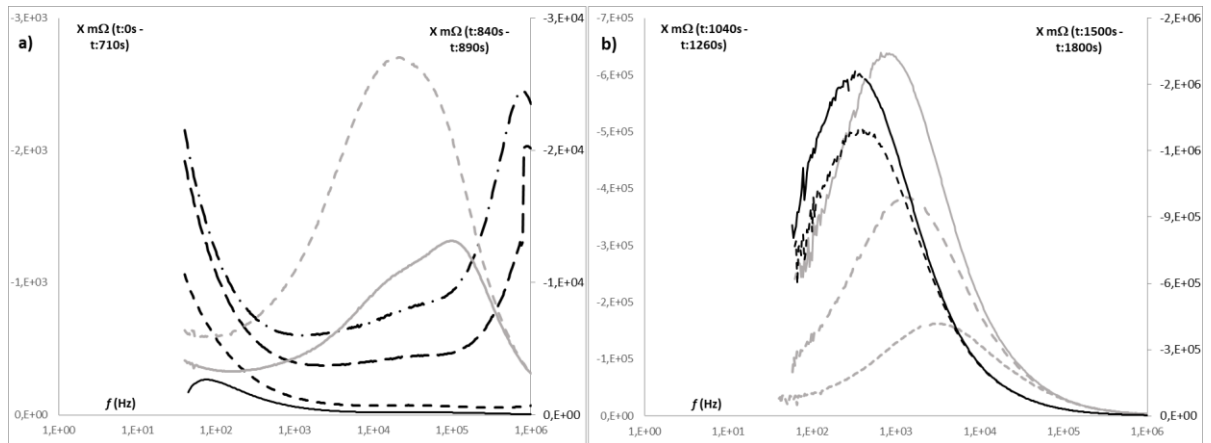 a)
X mΩ (t:0s -
t:710s)
X mΩ (t:840s -
t:890s)
-3,E+03
-2,E+03
-1,E+03
0,E+00
-3,E+04
-2,E+04
-1,E+04
0,E+00
f (Hz)
1,E+00 1,E+01 1,E+02 1,E+03 1,E+04 1,E+05 1,E+06
b)
X mΩ (t:1040s -
t:1260s)
X mΩ (t:1500s -
t:1800s)
-7,E+05
-6,E+05
-5,E+05
-4,E+05
-3,E+05
-2,E+05
-1,E+05
0,E+00
-2,E+06
-2,E+06
-1,E+06
-9,E+05
-6,E+05
-3,E+05
0,E+00
f (Hz)
1,E+00 1,E+01 1,E+02 1,E+03 1,E+04 1,E+05 1,E+06